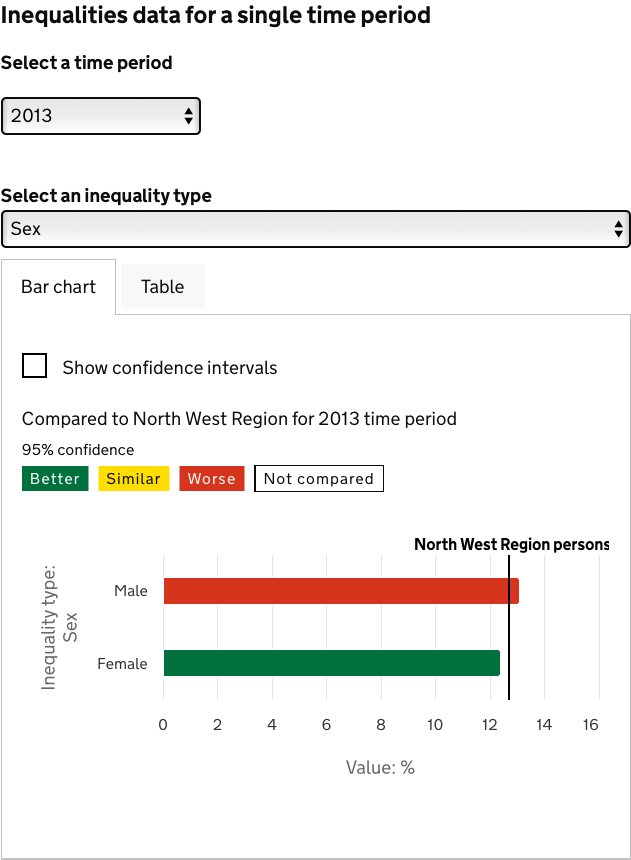 Inequalities data for a single time period
Select a time period
2013
Select an inequality type
Sex
Bar chart Table
Show confidence intervals
Compared to North West Region for 2013 time period
95% confidence
Better Similar Worse Not compared
North West Region persons
Inequality type:
Sex
Male
Female
0 2 4 6 8 10 12 14 16
Value: %